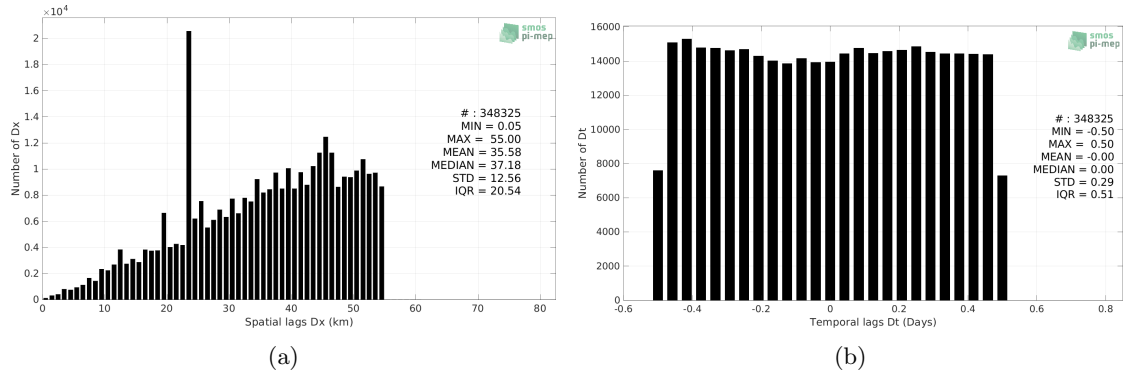 ×10⁴
2
1.8
1.6
1.4
1.2
1
0.8
0.6
0.4
0.2
0
Number of Dx
smos
pi-mep
# : 348325
MIN = 0.05
MAX = 55.00
MEAN = 35.58
MEDIAN = 37.18
STD = 12.56
IQR = 20.54
0 10 20 30 40 50 60 70 80
Spatial lags Dx (km)
(a)
16000
14000
12000
10000
8000
6000
4000
2000
0
Number of Dt
smos
pi-mep
# : 348325
MIN = -0.50
MAX = 0.50
MEAN = -0.00
MEDIAN = 0.00
STD = 0.29
IQR = 0.51
-0.6 -0.4 -0.2 0 0.2 0.4 0.6 0.8
Temporal lags Dt (Days)
(b)